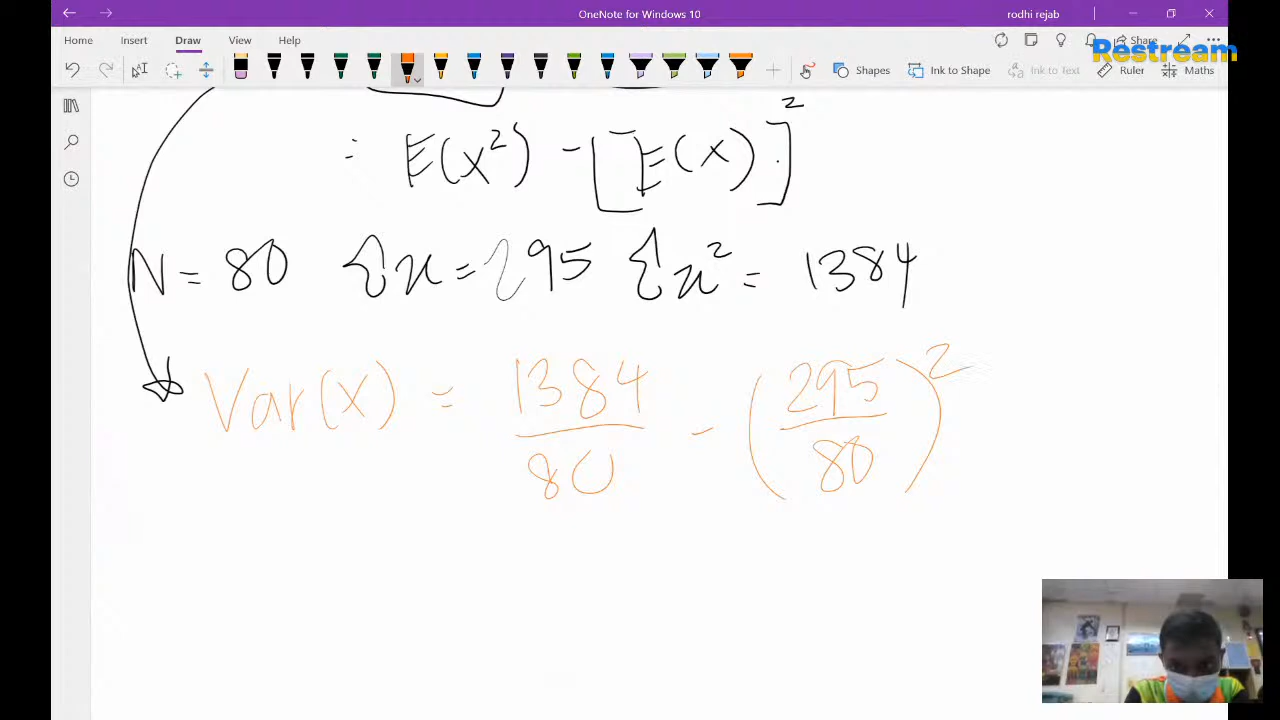 OneNote for Windows 10
rodhi rejab
Home Insert Draw View Help
Share
Restream
Shapes Ink to Shape Ink to Text Ruler Maths
2
= E(X²) - [E(X)]
N = 80 Σx = 295 Σx² = 1384
Var(X) = 1384/80 - (295/80)²